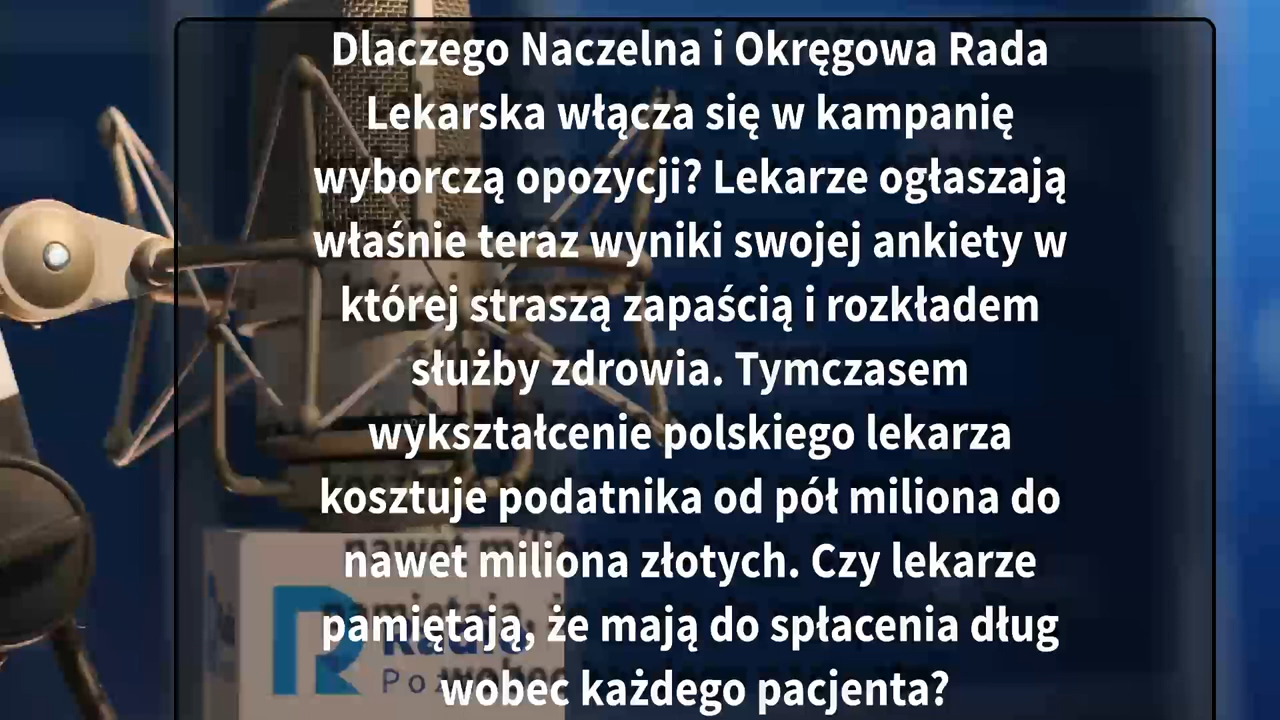 Dlaczego Naczelna i Okręgowa Rada
Lekarska włącza się w kampanię
wyborczą opozycji? Lekarze ogłaszają
właśnie teraz wyniki swojej ankiety w
której straszą zapaścią i rozkładem
służby zdrowia. Tymczasem
wykształcenie polskiego lekarza
kosztuje podatnika od pół miliona do
nawet miliona złotych. Czy lekarze
pamiętają, że mają do spłacenia dług
wobec każdego pacjenta?
Radio